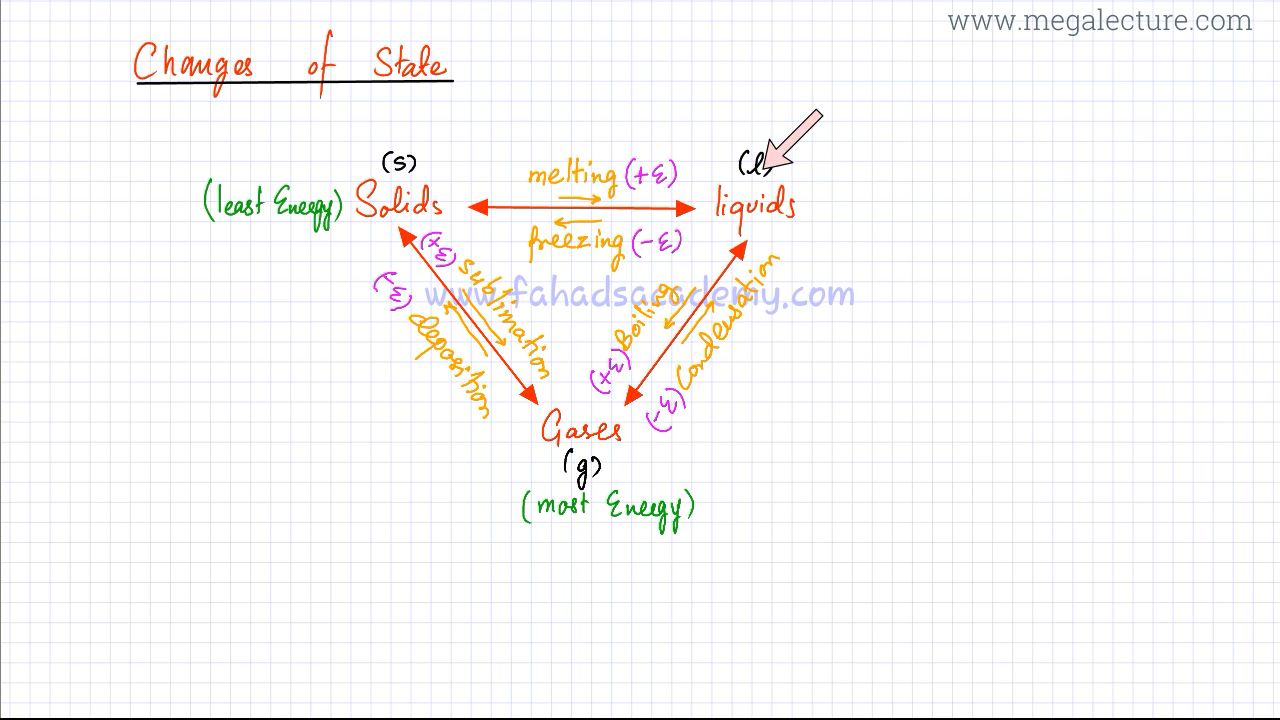 www.megalecture.com
Changes of State
(s)
(l)
melting (+ε)
(least Energy) Solids
liquids
freezing (-ε)
(+ε)
sublimation
(-ε)
deposition
www.fahadsacademy.com
Boiling
(+ε)
Condensation
(-ε)
Gases
(g)
(most Energy)